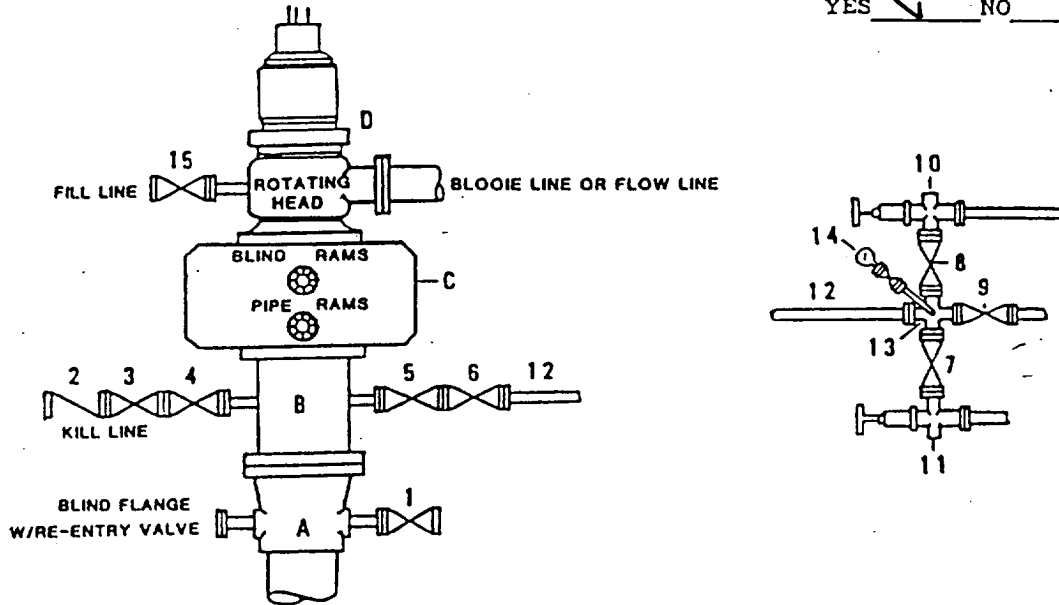 YES NO
D
15
FILL LINE
ROTATING
HEAD
BLOOIE LINE OR FLOW LINE
BLIND RAMS
C
PIPE RAMS
2 3 4
B
5 6 12
KILL LINE
BLIND FLANGE
W/RE-ENTRY VALVE
A
1
10
14
8
12
9
13
7
11